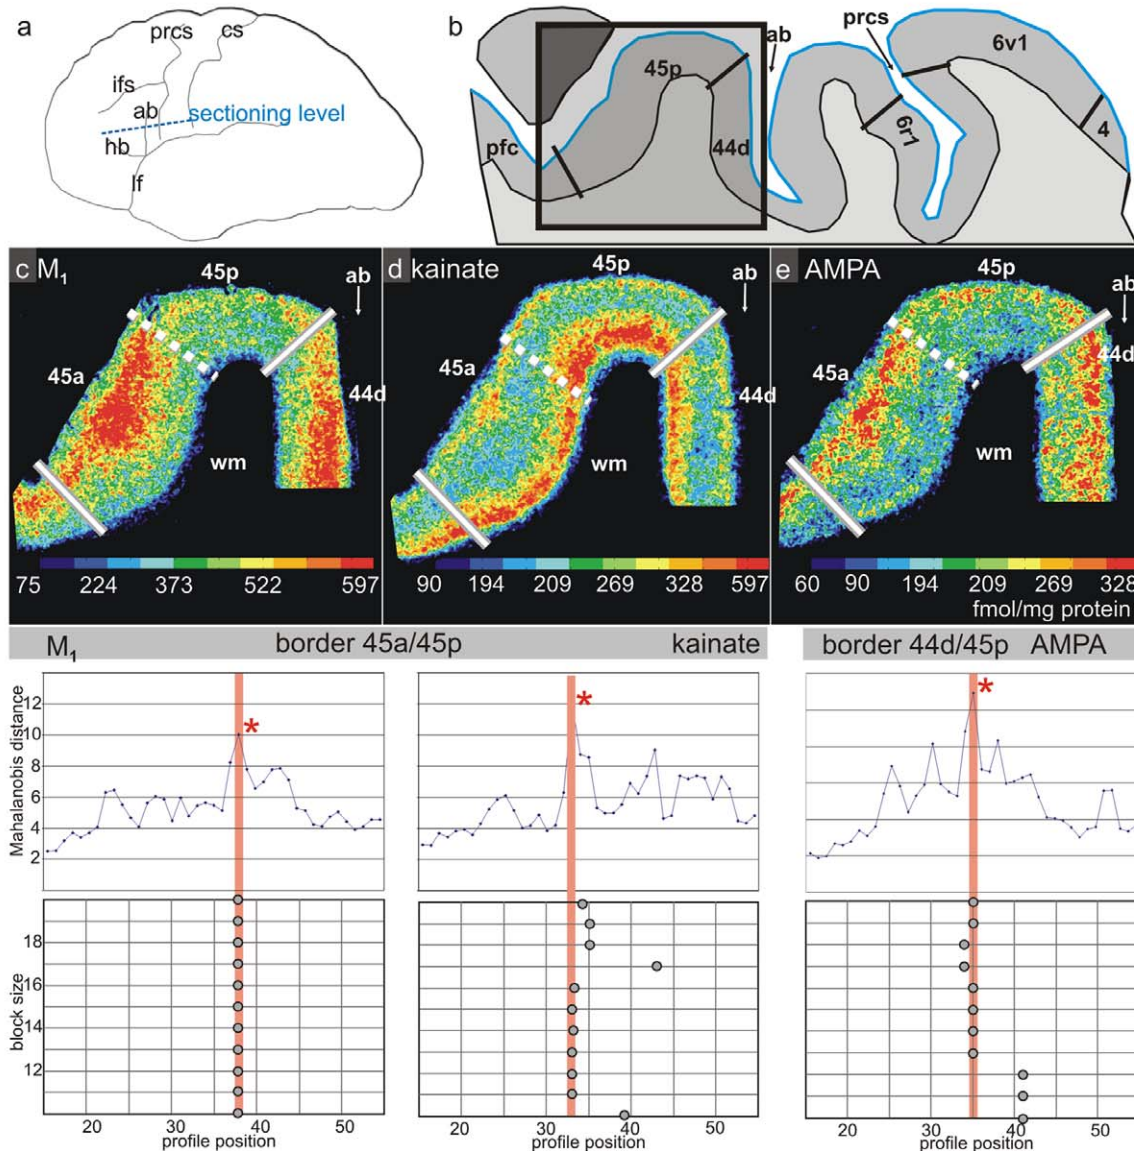 a
prcs
cs
ifs
ab
sectioning level
hb
lf
b
45p
ab
prcs
6v1
pfc
44d
6r1
4
c M₁
45p
ab
45a
44d
wm
75 224 373 522 597
d kainate
45p
ab
45a
44d
wm
90 194 209 269 328 597
e AMPA
45p
ab
45a
44d
wm
60 90 194 209 269 328
fmol/mg protein
M₁ border 45a/45p kainate
border 44d/45p AMPA
Mahalanobis distance
12
10
8
6
4
2
*
*
*
block size
18
16
14
12
20 30 40 50
profile position
20 30 40 50
profile position
20 30 40 50
profile position